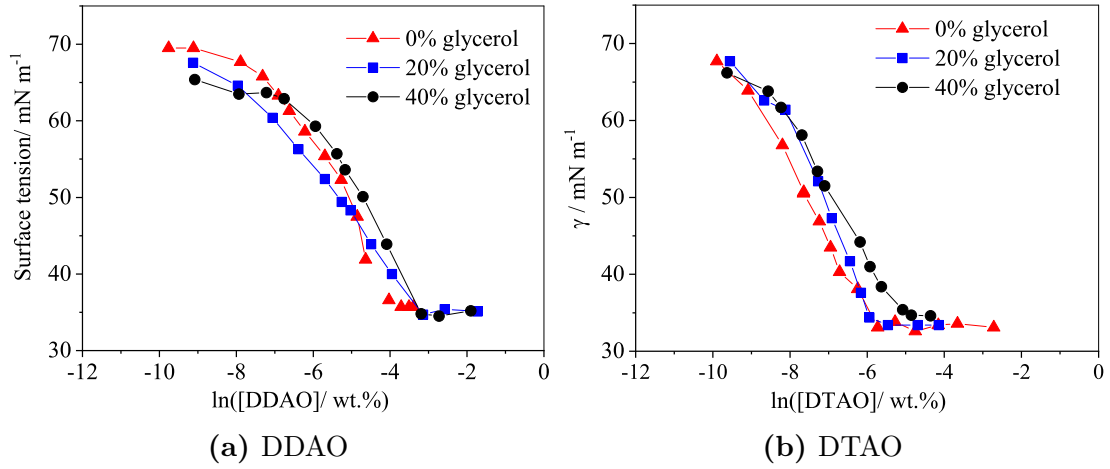 70
60
50
40
30
Surface tension/ mN m⁻¹
0% glycerol
20% glycerol
40% glycerol
-12 -10 -8 -6 -4 -2 0
ln([DDAO]/ wt.%)
(a) DDAO
70
60
50
40
30
γ / mN m⁻¹
0% glycerol
20% glycerol
40% glycerol
-12 -10 -8 -6 -4 -2 0
ln([DTAO]/ wt.%)
(b) DTAO